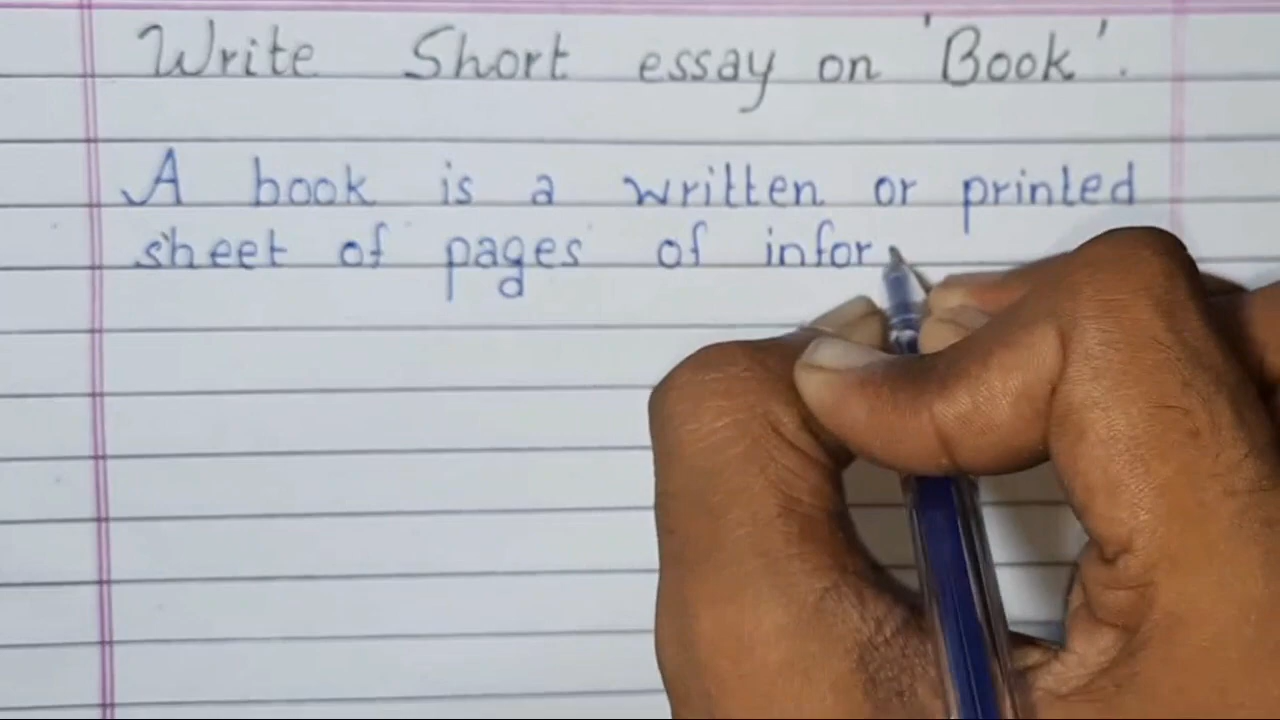 Write Short essay on 'Book'.
A book is a written or printed
sheet of pages of infor